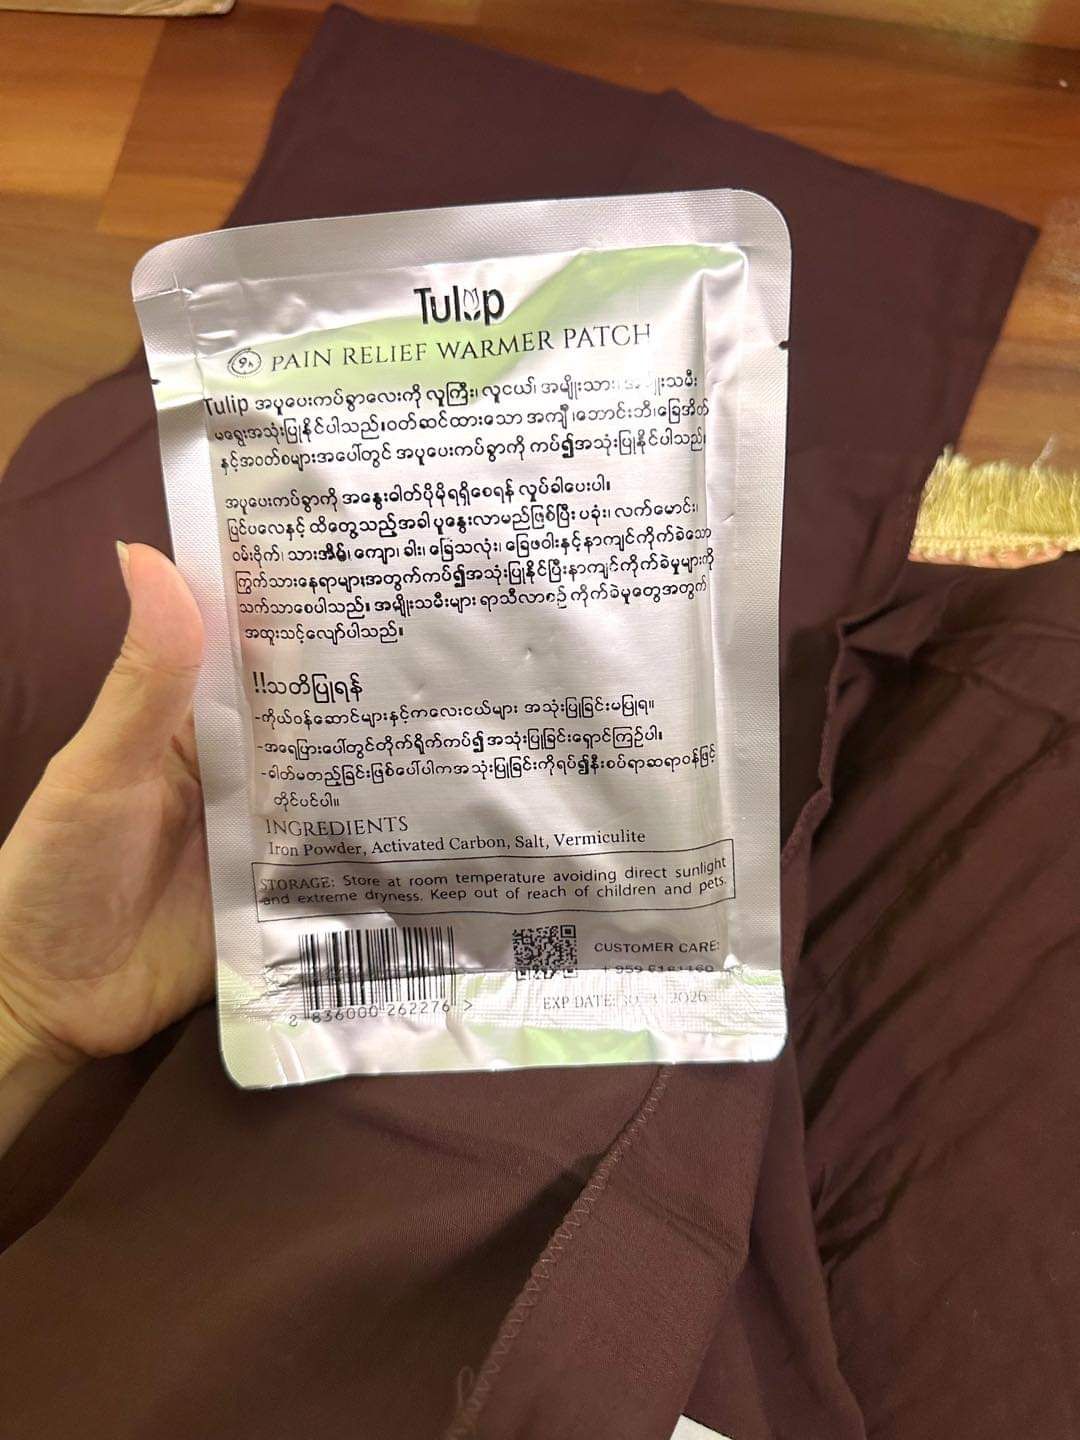 Tulip
PAIN RELIEF WARMER PATCH
Tulip အပူပေးကပ်ခွာလေးကို လူကြီး၊ လူငယ်၊ အမျိုးသား၊ အမျိုးသမီး
မရွေးအသုံးပြုနိုင်ပါသည်။ဝတ်ဆင်ထားသော အကျီ ၊ဘောင်းဘီ၊ခြေအိတ်
နှင့်အဝတ်စများအပေါ်တွင် အပူပေးကပ်ခွာကို ကပ်၍အသုံးပြုနိုင်ပါသည်။
အပူပေးကပ်ခွာကို အနွေးဓါတ်ပိုမိုရရှိစေရန် လှုပ်ခါပေးပါ။
ပြင်ပလေနှင့် ထိတွေ့သည့်အခါ ပူနွေးလာမည်ဖြစ်ပြီး ပခုံး၊ လက်မောင်း၊
ဝမ်းဗိုက်၊ သားအိမ်၊ ကျော၊ ခါး၊ ခြေသလုံး၊ ခြေဖဝါးနှင့်နာကျင်ကိုက်ခဲသော
ကြွက်သားနေရာများအတွက်ကပ်၍အသုံးပြုနိုင်ပြီးနာကျင်ကိုက်ခဲမှုများကို
သက်သာစေပါသည်။ အမျိုးသမီးများ ရာသီလာစဉ် ကိုက်ခဲမှုတွေအတွက်
အထူးသင့်လျော်ပါသည်။
!!သတိပြုရန်
-ကိုယ်ဝန်ဆောင်များနှင့်ကလေးငယ်များ အသုံးပြုခြင်းမပြုရ။
-အရေပြားပေါ်တွင်တိုက်ရိုက်ကပ်၍အသုံးပြုခြင်းရှောင်ကြဉ်ပါ။
-ဓါတ်မတည့်ခြင်းဖြစ်ပေါ်ပါကအသုံးပြုခြင်းကိုရပ်၍နီးစပ်ရာဆရာဝန်ဖြင့်
တိုင်ပင်ပါ။
INGREDIENTS
Iron Powder, Activated Carbon, Salt, Vermiculite
STORAGE: Store at room temperature avoiding direct sunlight
and extreme dryness. Keep out of reach of children and pets.
CUSTOMER CARE:
EXP DATE: 2026
8 836000 262276 >